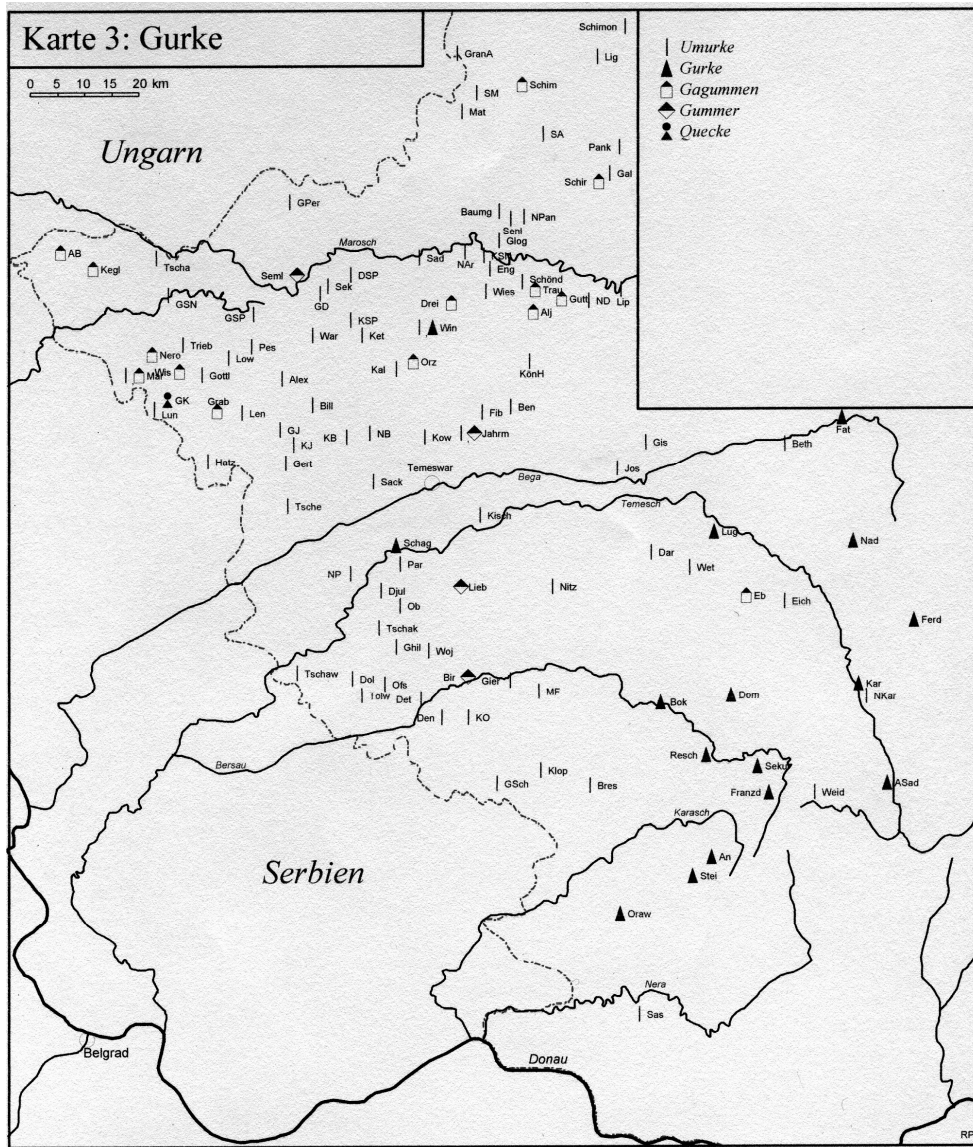 Karte 3: Gurke
0 5 10 15 20 km
Umurke
Gurke
Gagummen
Gummer
Quecke
Schimon
GranA
Lig
Schim
SM
Mat
SA
Ungarn
Pank
Gal
Schir
GPer
Baumg
NPan
Glog
Marosch
AB
Kegl
Tscha
Sad
NAr
Eng
Seml
DSP
Sek
Schönd
GSN
GD
Wies
Trau
Gutt
ND
Lip
GSP
Drei
Alj
KSP
Win
War
Ket
Trieb
Pes
Nero
Low
Orz
KönH
Mar
Wis
Gottl
Kal
Alex
GK
Grab
Bill
Ben
Lun
Len
Fib
Fat
GJ
KB
NB
Kow
Jahrm
Gis
Beth
KJ
Hatz
Gert
Temeswar
Jos
Sack
Bega
Tsche
Temesch
Kisch
Lug
Schag
Nad
Par
Dar
NP
Wet
Djul
Lieb
Nitz
Eb
Eich
Ob
Ferd
Tschak
Ghil
Woj
Tschaw
Dol
Ofs
Bir
Gier
Kar
Tolw
Det
MF
Bok
Dom
NKar
Den
KO
Bersau
Resch
Seku
Klop
GSch
Bres
Franzd
Weid
ASad
Karasch
Serbien
An
Stei
Oraw
Nera
Sas
Belgrad
Donau
RP